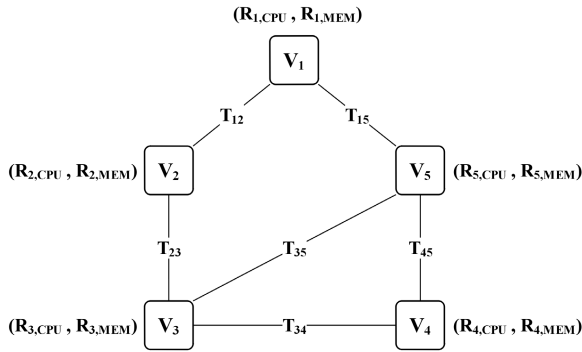 (R1,CPU , R1,MEM)
V1
T12 T15
(R2,CPU , R2,MEM) V2 V5 (R5,CPU , R5,MEM)
T23 T35 T45
(R3,CPU , R3,MEM) V3 T34 V4 (R4,CPU , R4,MEM)